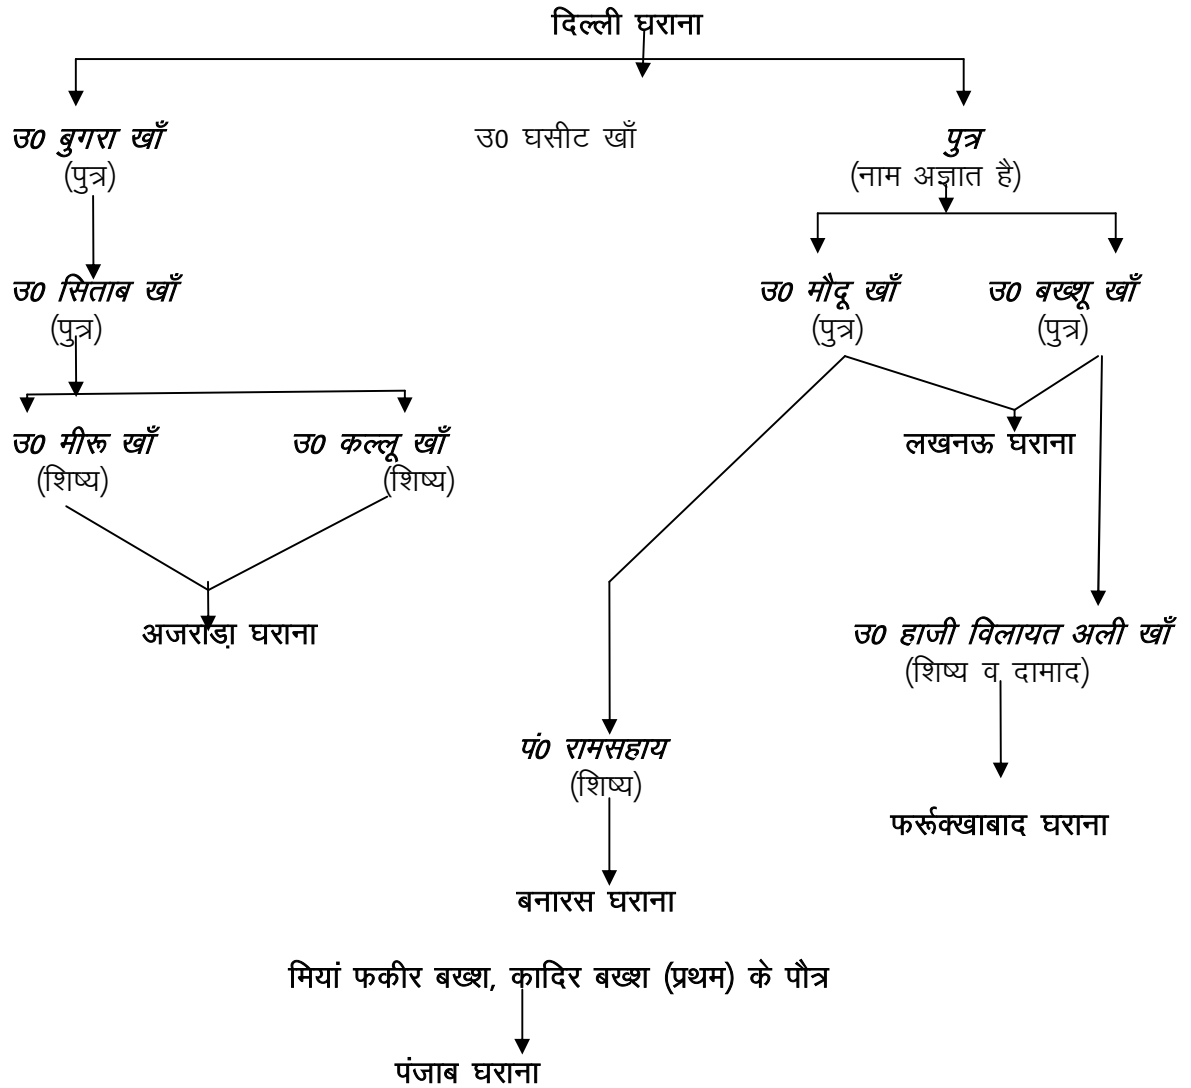 दिल्ली घराना
उ0 बुगरा खाँ उ0 घसीट खाँ पुत्र
(पुत्र) (नाम अज्ञात है)
उ0 सिताब खाँ उ0 मौदू खाँ उ0 बख्शू खाँ
(पुत्र) (पुत्र) (पुत्र)
उ0 मीरू खाँ उ0 कल्लू खाँ लखनऊ घराना
(शिष्य) (शिष्य)
अजराड़ा घराना उ0 हाजी विलायत अली खाँ
(शिष्य व दामाद)
पं0 रामसहाय
(शिष्य)
फर्रूक्खाबाद घराना
बनारस घराना
मियां फकीर बख्श, कादिर बख्श (प्रथम) के पौत्र
पंजाब घराना